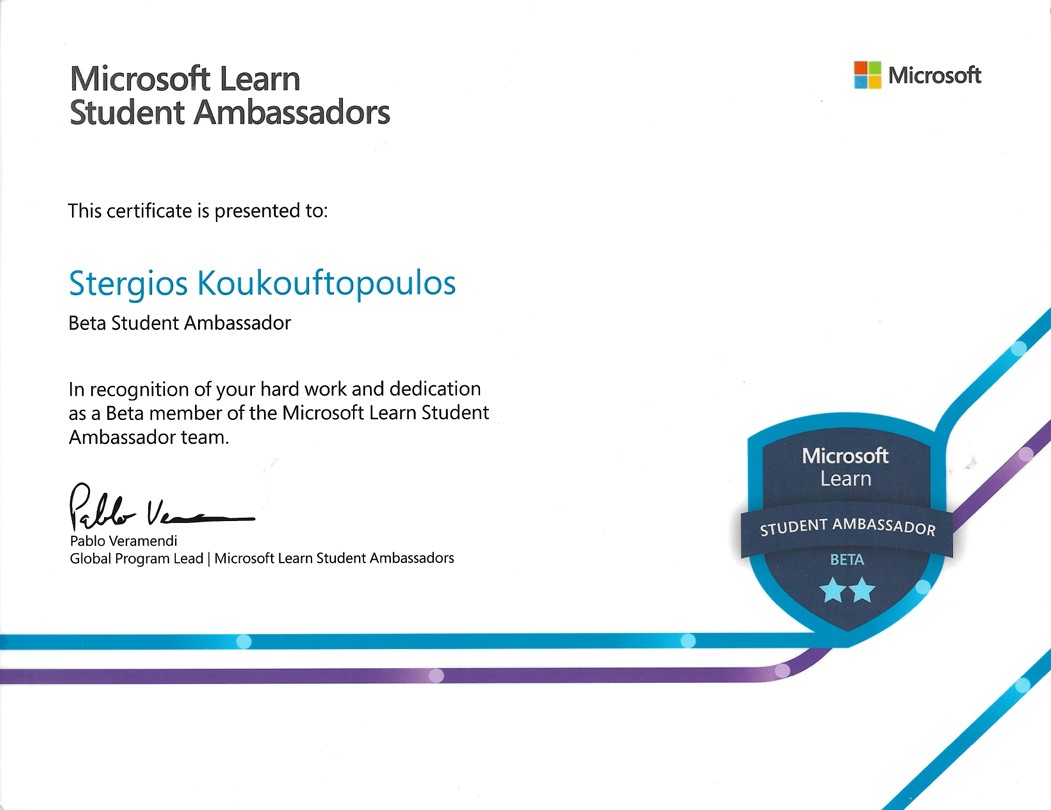 Microsoft Learn
Student Ambassadors
Microsoft
This certificate is presented to:
Stergios Koukouftopoulos
Beta Student Ambassador
In recognition of your hard work and dedication
as a Beta member of the Microsoft Learn Student
Ambassador team.
Pablo Ve
Pablo Veramendi
Global Program Lead | Microsoft Learn Student Ambassadors
Microsoft
Learn
STUDENT AMBASSADOR
BETA